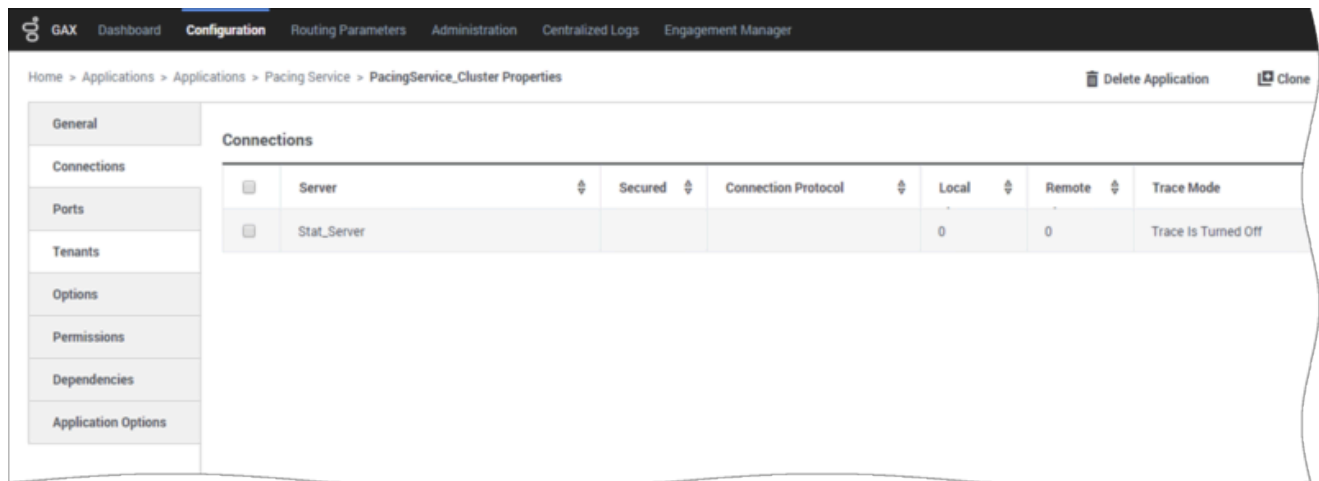 GAX Dashboard Configuration Routing Parameters Administration Centralized Logs Engagement Manager
Home > Applications > Applications > Pacing Service > PacingService_Cluster Properties Delete Application Clone
General
Connections
Ports
Tenants
Options
Permissions
Dependencies
Application Options
Connections
Server Secured Connection Protocol Local Remote Trace Mode
Stat_Server 0 0 Trace Is Turned Off